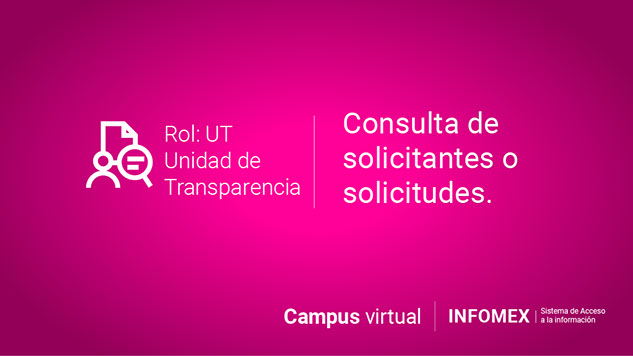 Rol: UT
Unidad de
Transparencia
Consulta de
solicitantes o
solicitudes.
Campus virtual
INFOMEX
Sistema de Acceso
a la información